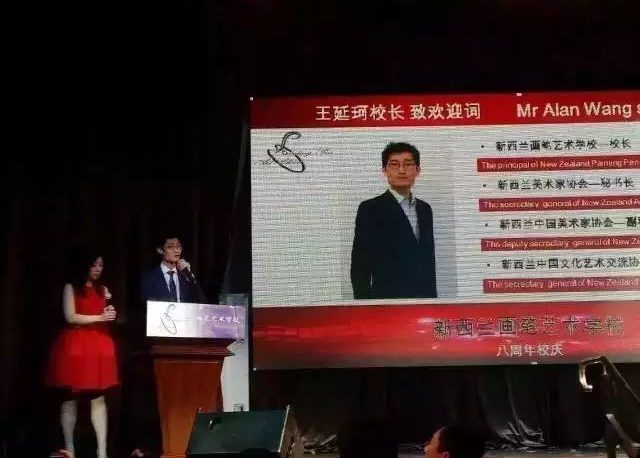 王延珂校长 致欢迎词 Mr Alan Wang s
• 新西兰画笔艺术学校—校长
The principal of New Zealand Painting Pen
• 新西兰美术家协会—秘书长
The secrectary general of New Zealand A
• 新西兰中国美术家协会—副
The deputy secrectary general of New Ze
• 新西兰中国文化艺术交流协
The secrectary general of New Zealand
新西兰画笔艺术学校
八周年校庆